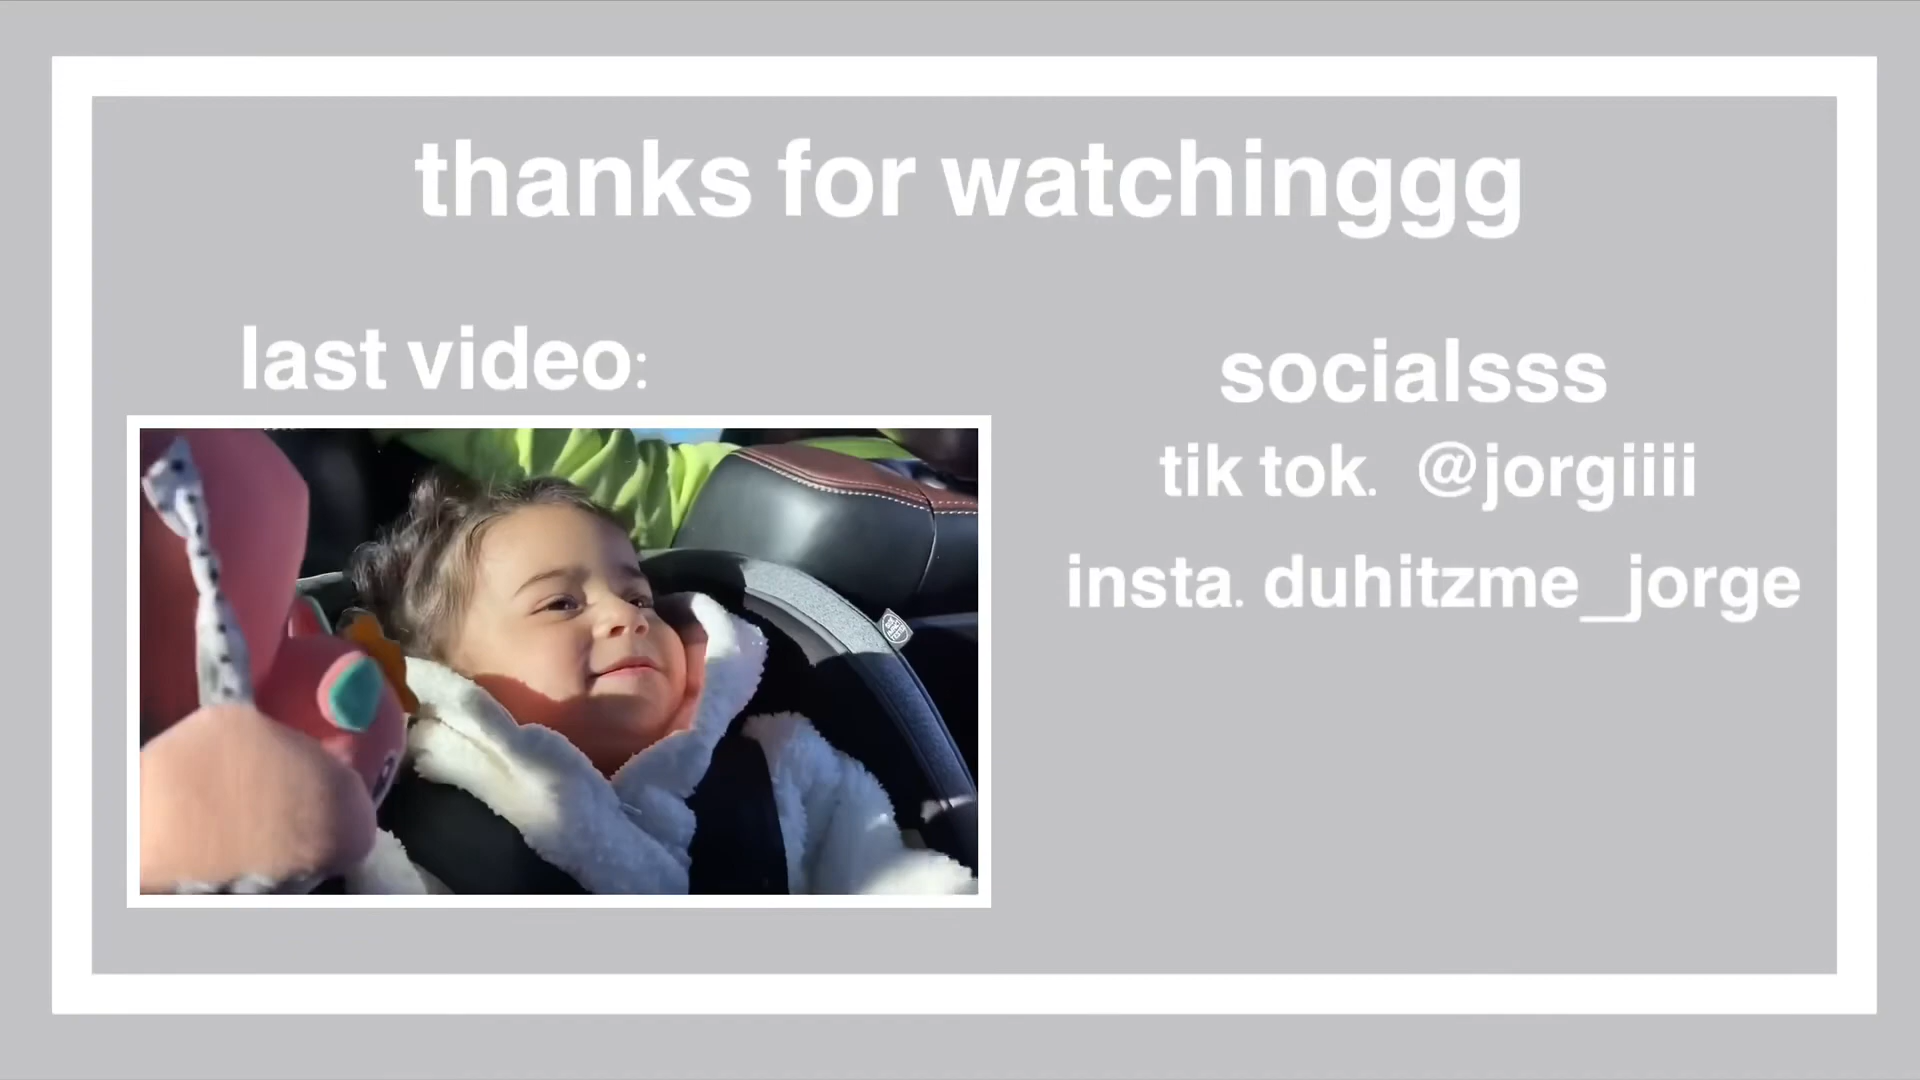 thanks for watchinggg
last video:
socialsss
tik tok. @jorgiiii
insta. duhitzme_jorge